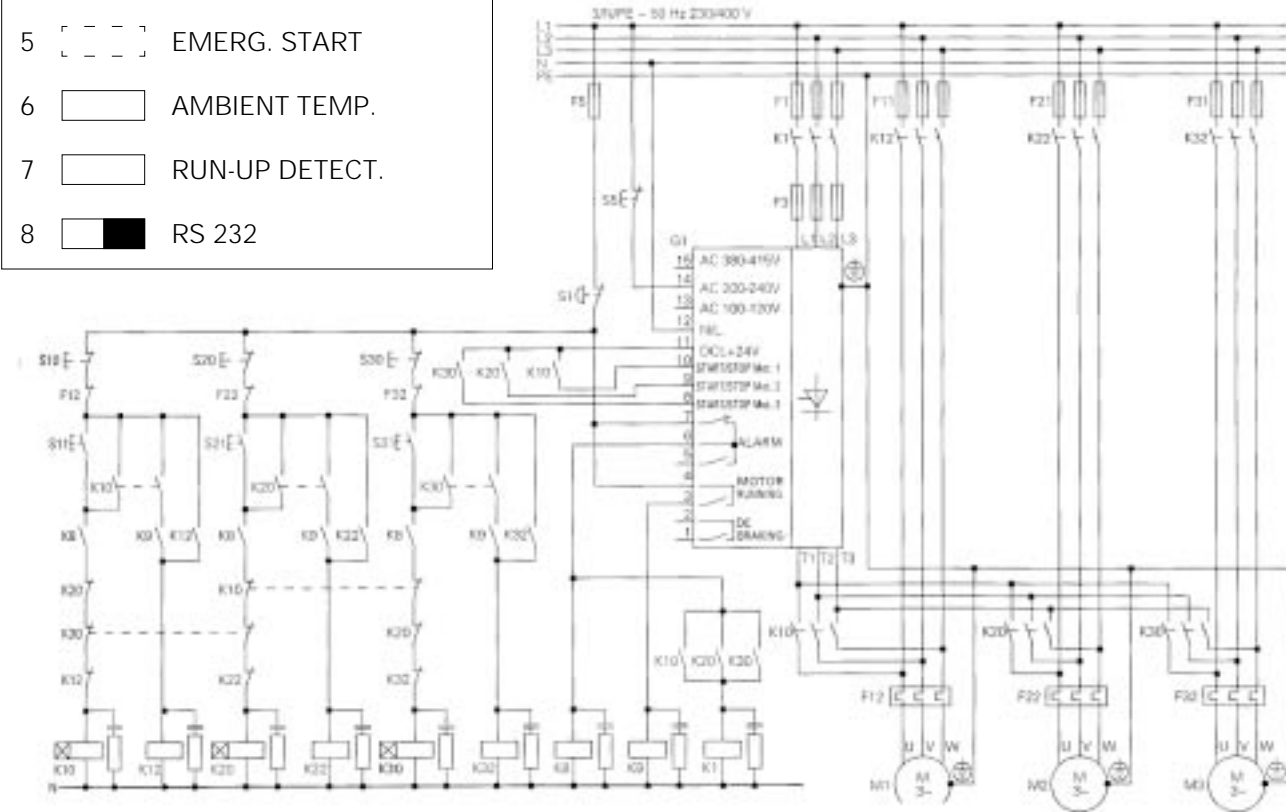 5 EMERG. START
6 AMBIENT TEMP.
7 RUN-UP DETECT.
8 RS 232
3/N/PE ~ 50 Hz 230/400 V
L1
L2
L3
N
PE
F5 F1 F11 F21 F31
K1 K12 K22 K32
S5 F3
G1 L1 L2 L3
15 AC 380-415V
14 AC 200-240V
13 AC 100-120V
12 NEL.
11 DC1+24V
10 START/STOP Mot. 1
9 START/STOP Mot. 2
8 START/STOP Mot. 3
7
6 ALARM
5
4 MOTOR
3 RUNNING
2 DC
1 BRAKING
T1 T2 T3
S1
S10 S20 S30 K30 K20 K10
F12 F22 F32
S11 S21 S31
K10 K20 K30
K8 K9 K12 K8 K9 K22 K8 K9 K32
K20 K10
K30 K20
K12 K22 K32
K10 K20 K30
K10 K20 K30
F12 F22 F32
K10 K12 K20 K22 K30 K32 K8 K9 K1
N
U V W U V W U V W
M1 M 3~ M2 M 3~ M3 M 3~